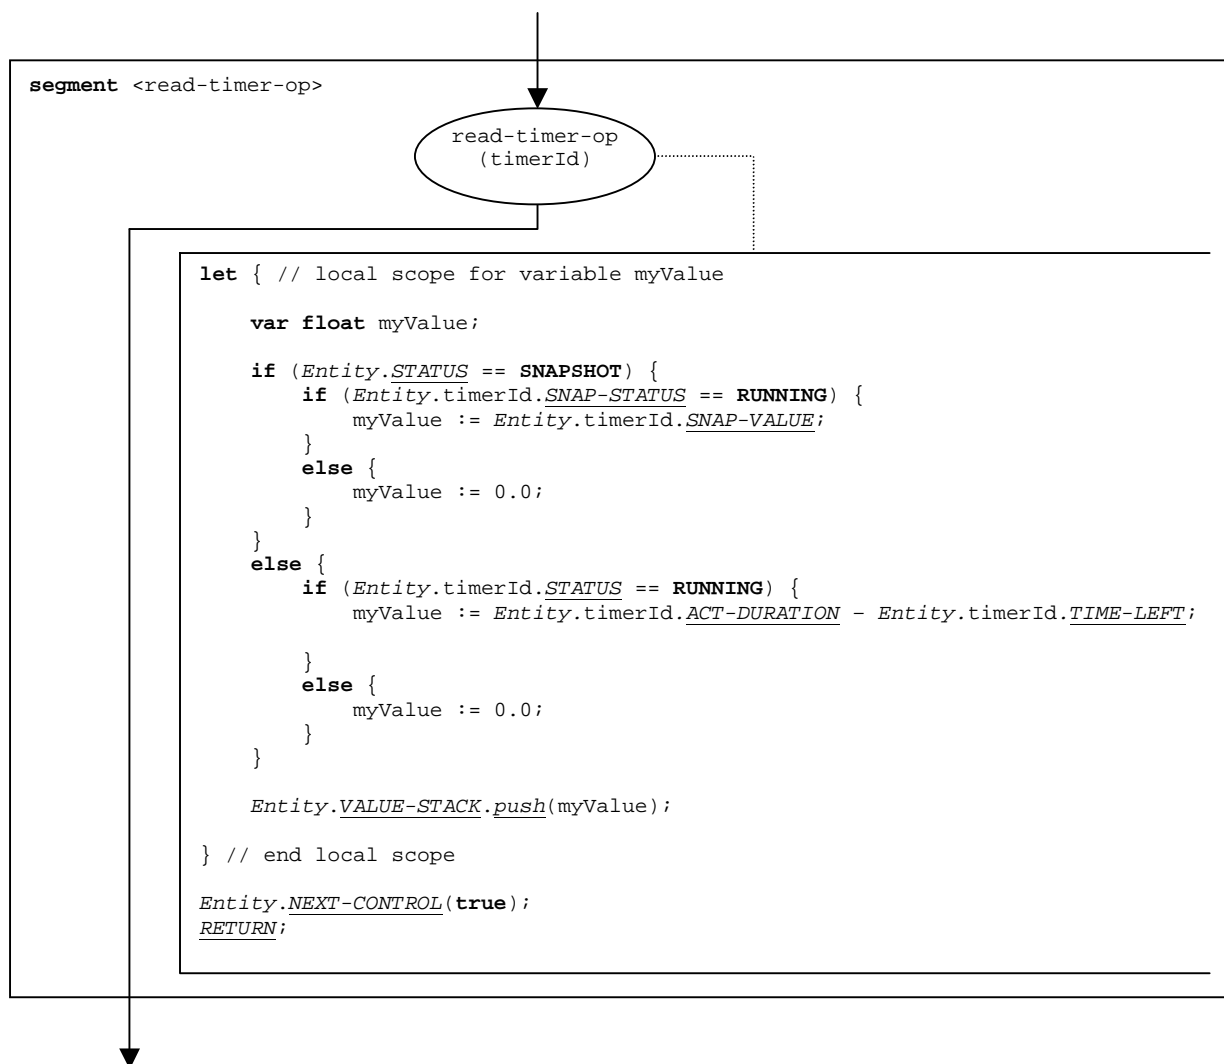 segment <read-timer-op>
read-timer-op
(timerId)
let { // local scope for variable myValue
var float myValue;
if (Entity.STATUS == SNAPSHOT) {
if (Entity.timerId.SNAP-STATUS == RUNNING) {
myValue := Entity.timerId.SNAP-VALUE;
}
else {
myValue := 0.0;
}
}
else {
if (Entity.timerId.STATUS == RUNNING) {
myValue := Entity.timerId.ACT-DURATION – Entity.timerId.TIME-LEFT;
}
else {
myValue := 0.0;
}
}
Entity.VALUE-STACK.push(myValue);
} // end local scope
Entity.NEXT-CONTROL(true);
RETURN;